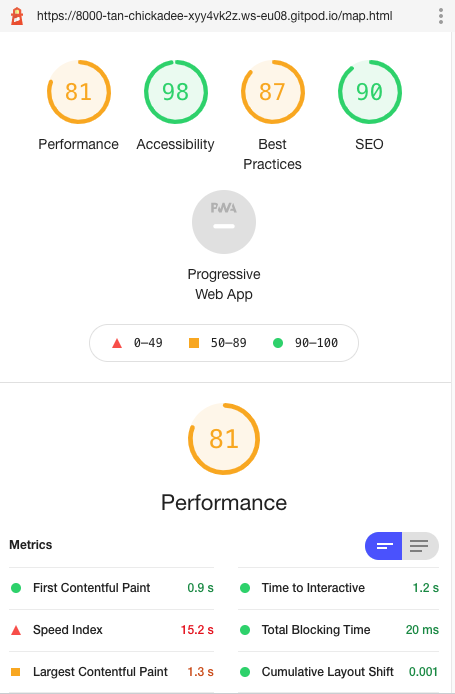 https://8000-tan-chickadee-xyy4vk2z.ws-eu08.gitpod.io/map.html
81 98 87 90
Performance Accessibility Best Practices SEO
PWA
Progressive
Web App
0–49 50–89 90–100
81
Performance
Metrics
First Contentful Paint 0.9 s
Time to Interactive 1.2 s
Speed Index 15.2 s
Total Blocking Time 20 ms
Largest Contentful Paint 1.3 s
Cumulative Layout Shift 0.001